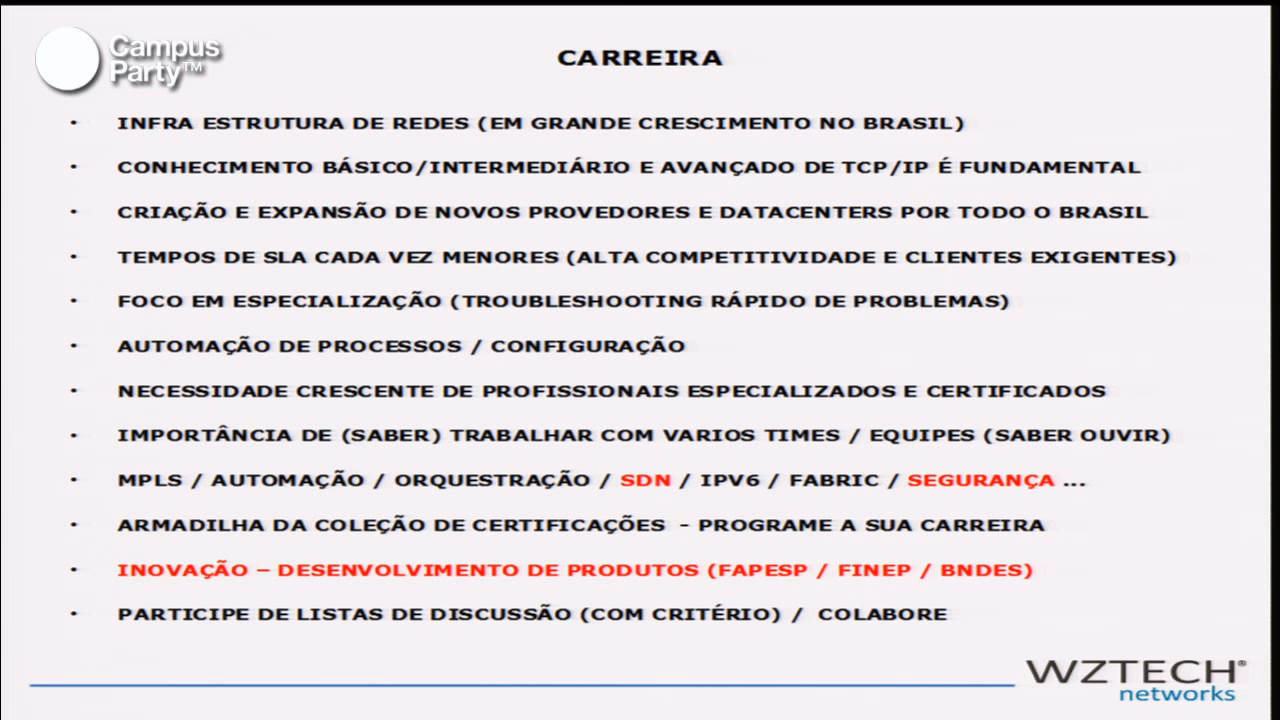 Campus
Party™
CARREIRA
• INFRA ESTRUTURA DE REDES (EM GRANDE CRESCIMENTO NO BRASIL)
• CONHECIMENTO BÁSICO/INTERMEDIÁRIO E AVANÇADO DE TCP/IP É FUNDAMENTAL
• CRIAÇÃO E EXPANSÃO DE NOVOS PROVEDORES E DATACENTERS POR TODO O BRASIL
• TEMPOS DE SLA CADA VEZ MENORES (ALTA COMPETITIVIDADE E CLIENTES EXIGENTES)
• FOCO EM ESPECIALIZAÇÃO (TROUBLESHOOTING RÁPIDO DE PROBLEMAS)
• AUTOMAÇÃO DE PROCESSOS / CONFIGURAÇÃO
• NECESSIDADE CRESCENTE DE PROFISSIONAIS ESPECIALIZADOS E CERTIFICADOS
• IMPORTÂNCIA DE (SABER) TRABALHAR COM VARIOS TIMES / EQUIPES (SABER OUVIR)
• MPLS / AUTOMAÇÃO / ORQUESTRAÇÃO / SDN / IPV6 / FABRIC / SEGURANÇA ...
• ARMADILHA DA COLEÇÃO DE CERTIFICAÇÕES - PROGRAME A SUA CARREIRA
• INOVAÇÃO – DESENVOLVIMENTO DE PRODUTOS (FAPESP / FINEP / BNDES)
• PARTICIPE DE LISTAS DE DISCUSSÃO (COM CRITÉRIO) / COLABORE
WZTECH®
networks